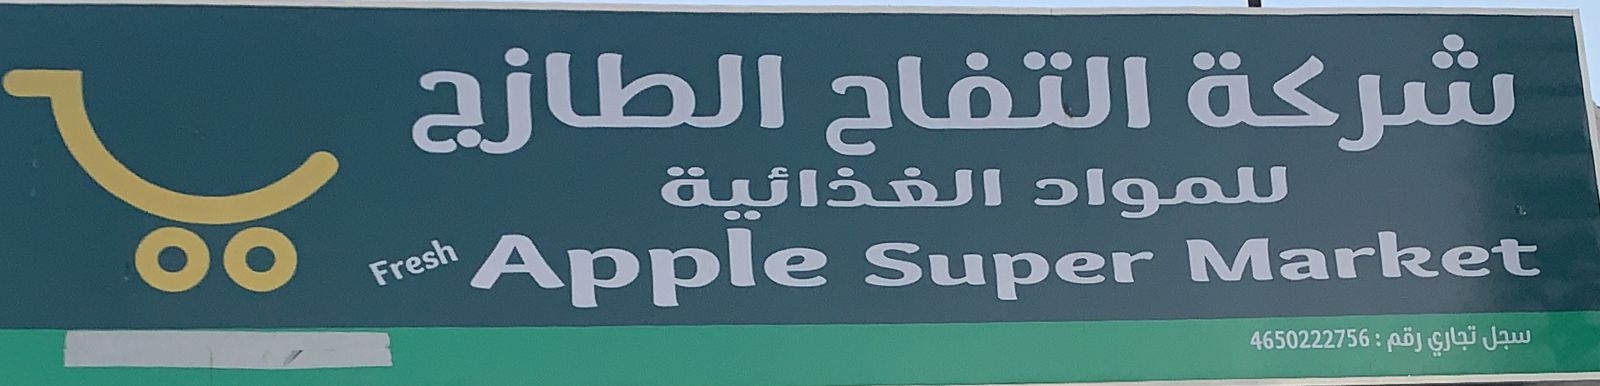 شركة التفاح الطازج
للمواد الغذائية
Fresh Apple Super Market
سجل تجاري رقم : 4650222756